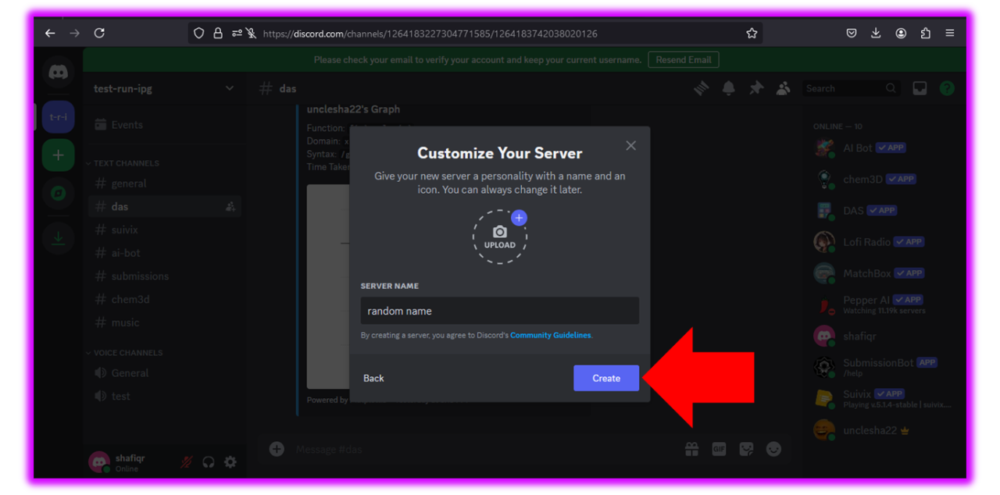 https://discord.com/channels/1264183227304771585/1264183742038020126
Please check your email to verify your account and keep your current username. Resend Email
test-run-ipg
# das
Search
t-r-i
Events
TEXT CHANNELS
# general
# das
# suivix
# ai-bot
# submissions
# chem3d
# music
VOICE CHANNELS
General
test
shafiqr
Online
unclesha22's Graph
Function:
Domain: x
Syntax:
Time Taken
Powered by
Customize Your Server
Give your new server a personality with a name and an
icon. You can always change it later.
UPLOAD
SERVER NAME
random name
By creating a server, you agree to Discord's Community Guidelines.
Back
Create
Message #das
GIF
ONLINE — 10
AI Bot ✓ APP
chem3D ✓ APP
DAS ✓ APP
Lofi Radio ✓ APP
MatchBox ✓ APP
Pepper AI ✓ APP
Watching 11.19k servers
shafiqr
SubmissionBot APP
/help
Suivix ✓ APP
Playing v.5.1.4-stable | suivix....
unclesha22